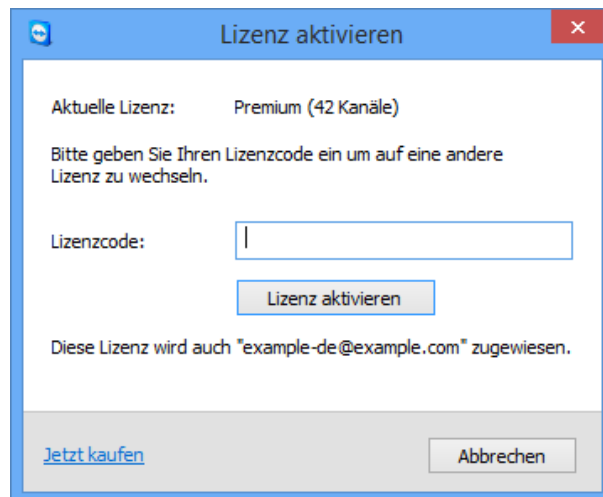 Lizenz aktivieren
Aktuelle Lizenz: Premium (42 Kanäle)
Bitte geben Sie Ihren Lizenzcode ein um auf eine andere
Lizenz zu wechseln.
Lizenzcode:
Lizenz aktivieren
Diese Lizenz wird auch "example-de@example.com" zugewiesen.
Jetzt kaufen Abbrechen